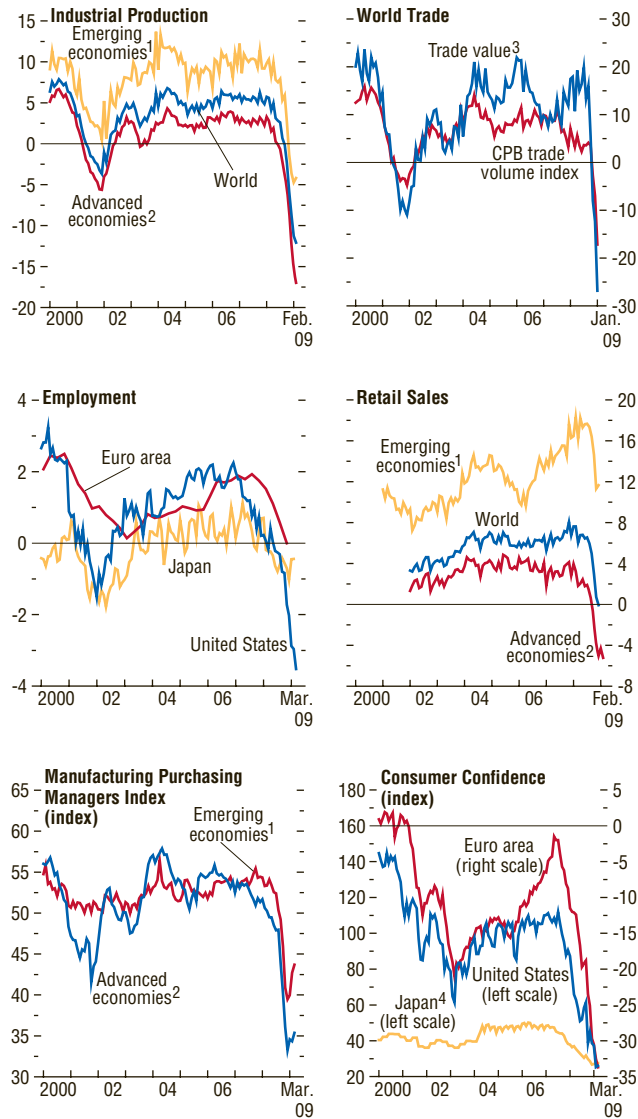 Industrial Production
15
10
5
0
-5
-10
-15
-20
Emerging
economies1
World
Advanced
economies2
2000 02 04 06 Feb.
09
World Trade
30
20
10
0
-10
-20
-30
Trade value3
CPB trade
volume index
2000 02 04 06 Jan.
09
Employment
4
2
0
-2
-4
Euro area
Japan
United States
2000 02 04 06 Mar.
09
Retail Sales
20
16
12
8
4
0
-4
-8
Emerging
economies1
World
Advanced
economies2
2000 02 04 06 Feb.
09
Manufacturing Purchasing
Managers Index
(index)
65
60
55
50
45
40
35
30
Emerging
economies1
Advanced
economies2
2000 02 04 06 Mar.
09
Consumer Confidence
(index)
180
160
140
120
100
80
60
40
20
5
0
-5
-10
-15
-20
-25
-30
-35
Euro area
(right scale)
United States
(left scale)
Japan4
(left scale)
2000 02 04 06 Mar.
09